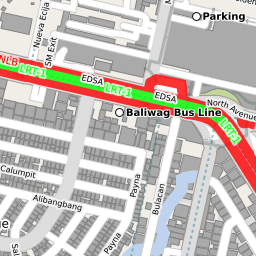 Parking
Nueva Ecija
SM Exit
NLB
LRT-1
EDSA
LRT-1
EDSA
North Avenue
Baliwag Bus Line
LRT-1
Calumpit
Alibangbang
Payna
Bulacan
Payna